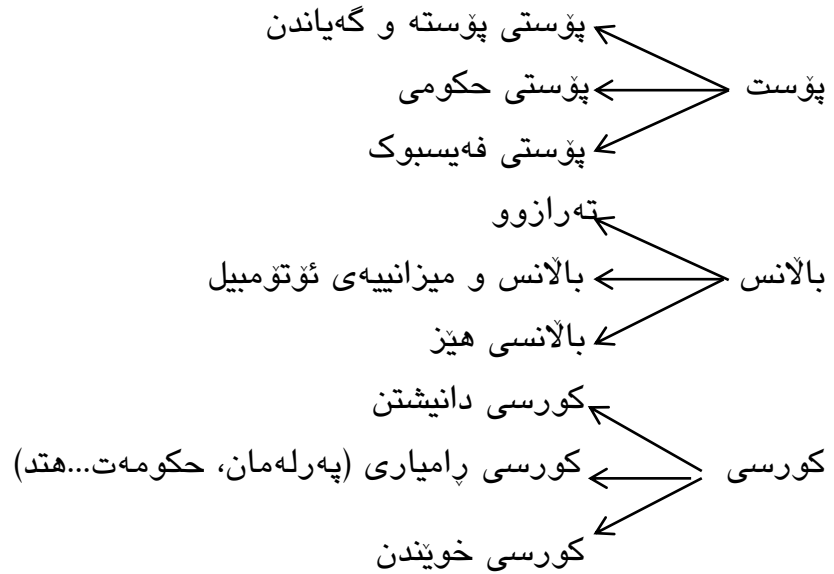 پۆستی پۆستە و گەیاندن
پۆست
پۆستی حکومی
پۆستی فەیسبوک
تەرازوو
باڵانس
باڵانس و میزانییەی ئۆتۆمبیل
باڵانسی هێز
کورسی دانیشتن
کورسی
کورسی ڕامیاری (پەرلەمان، حکومەت...هتد)
کورسی خوێندن